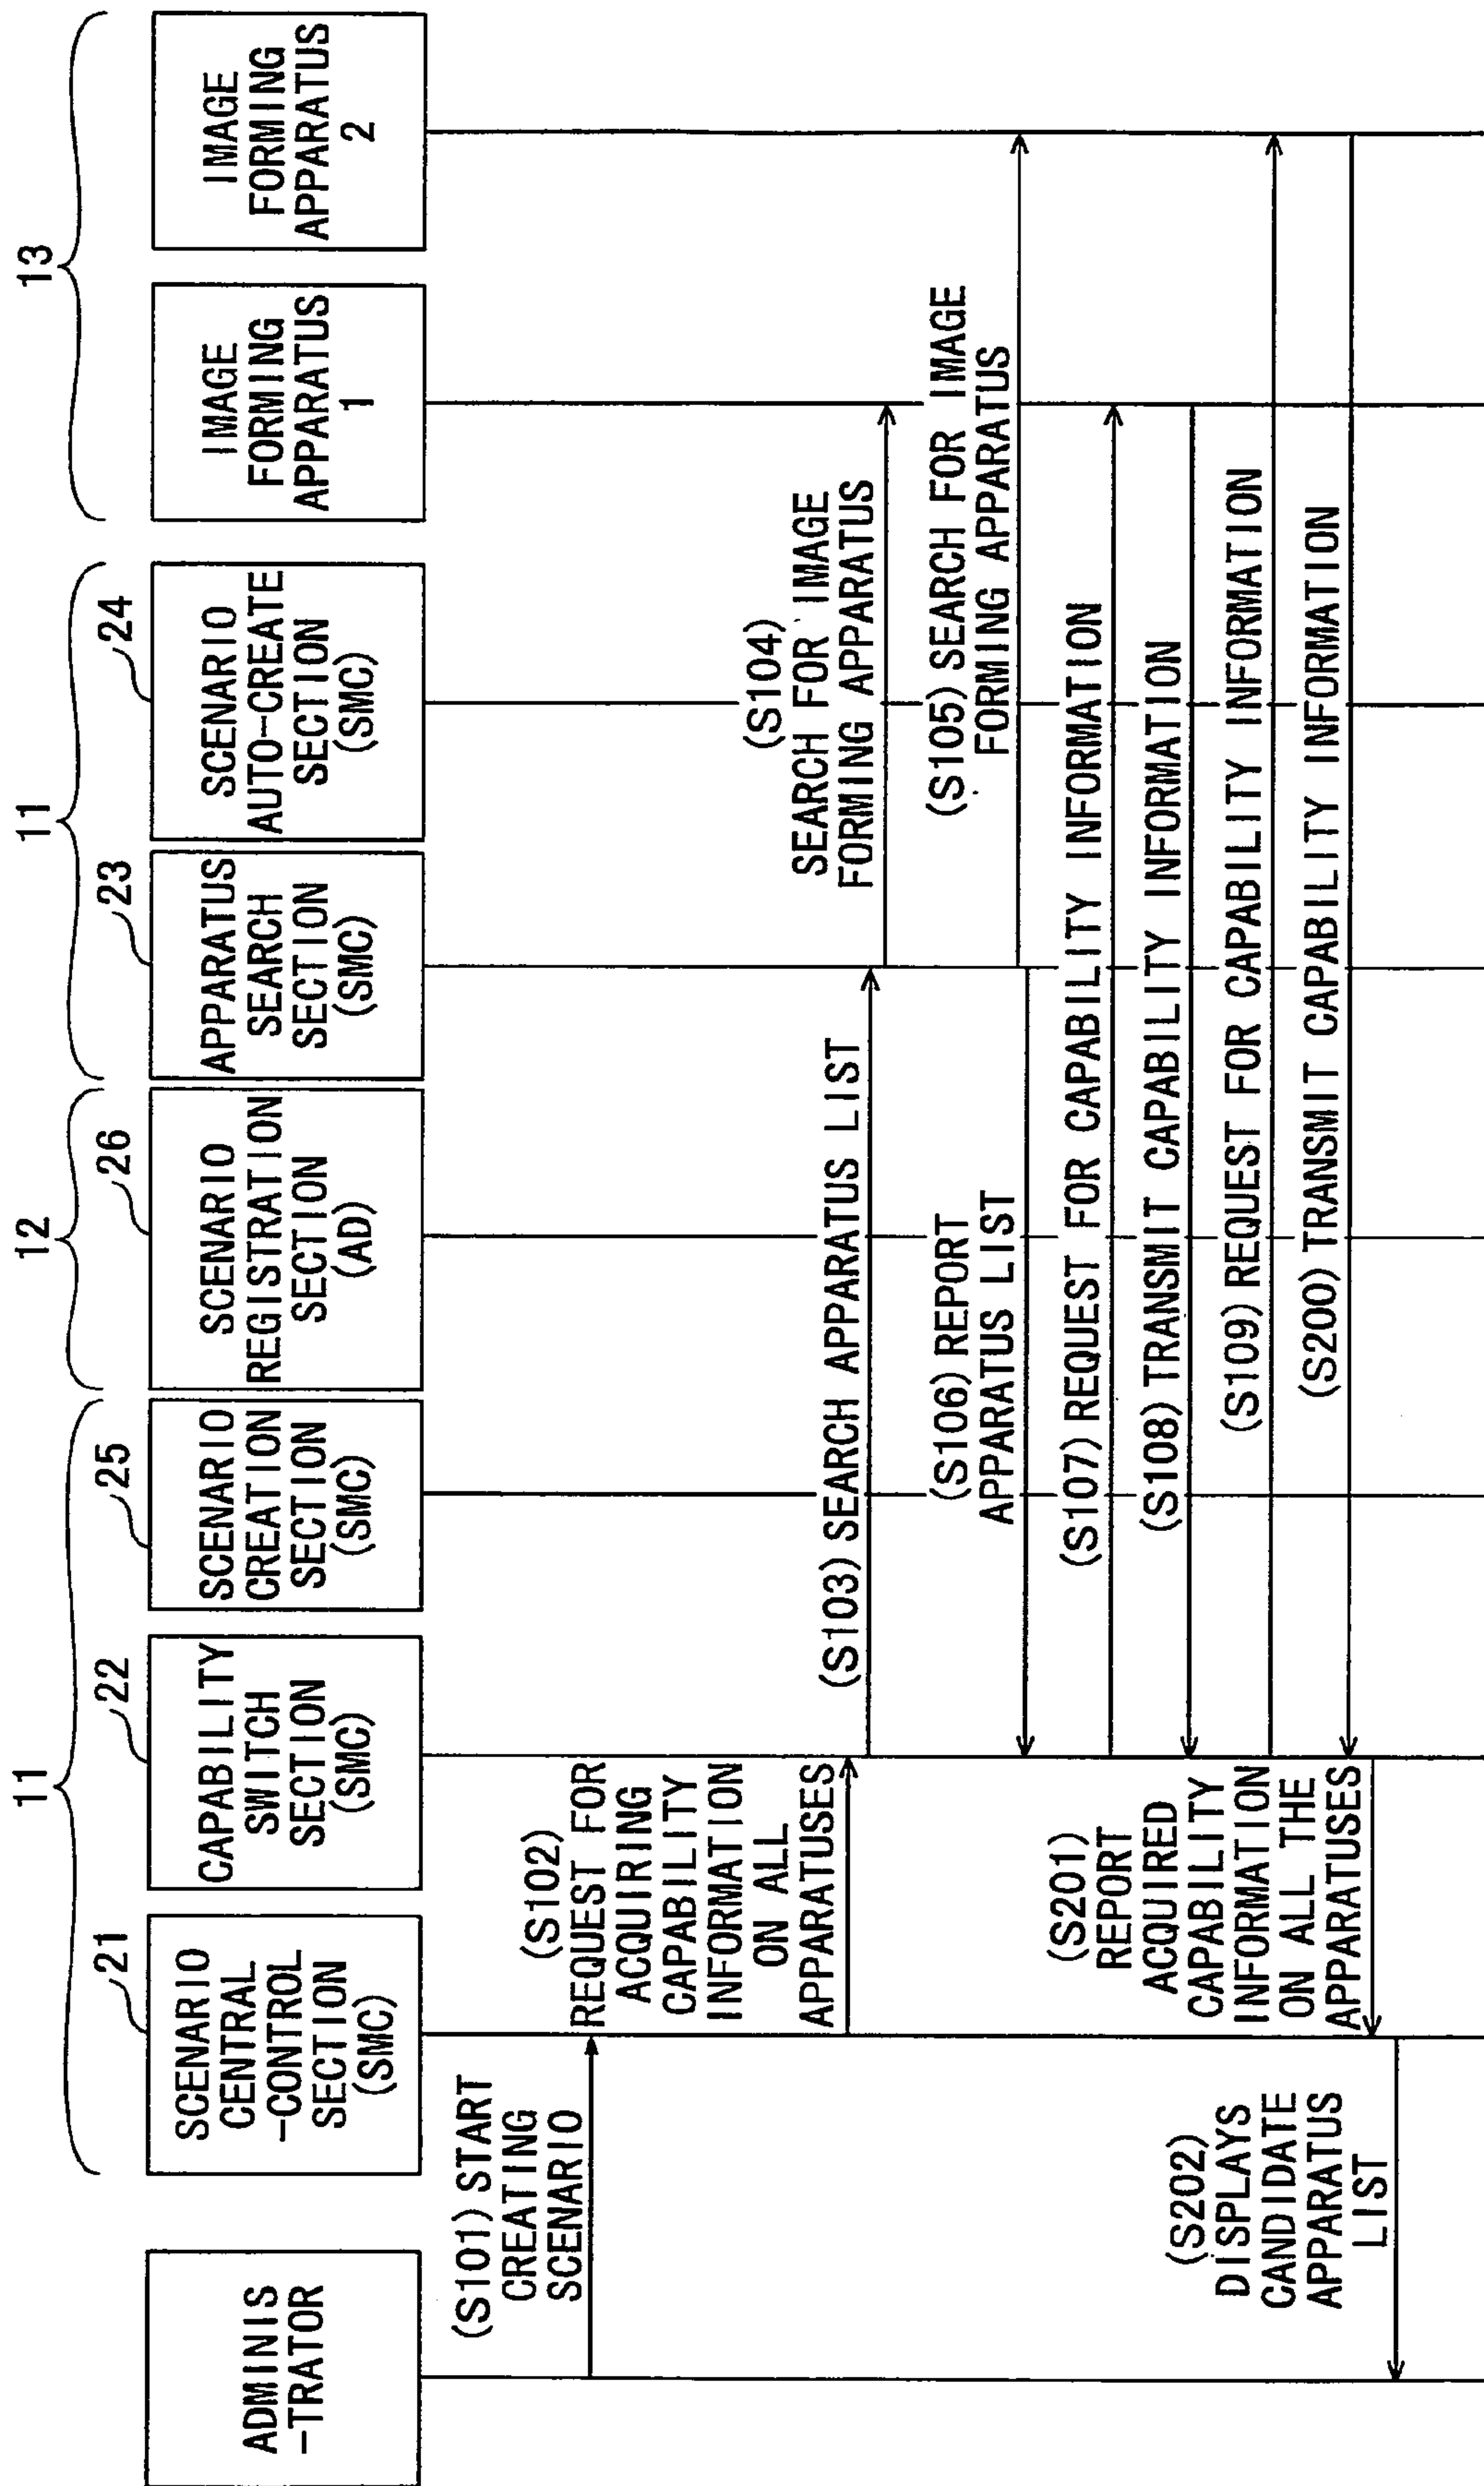 11
12
11
13
21
22
25
26
23
24
ADMINIS
-TRATOR
SCENARIO
CENTRAL
-CONTROL
SECTION
(SMC)
CAPABILITY
SWITCH
SECTION
(SMC)
SCENARIO
CREATION
SECTION
(SMC)
SCENARIO
REGISTRATION
SECTION
(AD)
APPARATUS
SEARCH
SECTION
(SMC)
SCENARIO
AUTO-CREATE
SECTION
(SMC)
IMAGE
FORMING
APPARATUS
1
IMAGE
FORMING
APPARATUS
2
(S101) START
CREATING
SCENARIO
(S102)
REQUEST FOR
ACQUIRING
CAPABILITY
INFORMATION
ON ALL
APPARATUSES
(S103) SEARCH APPARATUS LIST
(S104)
SEARCH FOR IMAGE
FORMING APPARATUS
(S105) SEARCH FOR IMAGE
FORMING APPARATUS
(S106) REPORT
APPARATUS LIST
(S107) REQUEST FOR CAPABILITY INFORMATION
(S108) TRANSMIT CAPABILITY INFORMATION
(S109) REQUEST FOR CAPABILITY INFORMATION
(S200) TRANSMIT CAPABILITY INFORMATION
(S201)
REPORT
ACQUIRED
CAPABILITY
INFORMATION
ON ALL THE
APPARATUSES
(S202)
DISPLAYS
CANDIDATE
APPARATUS
LIST